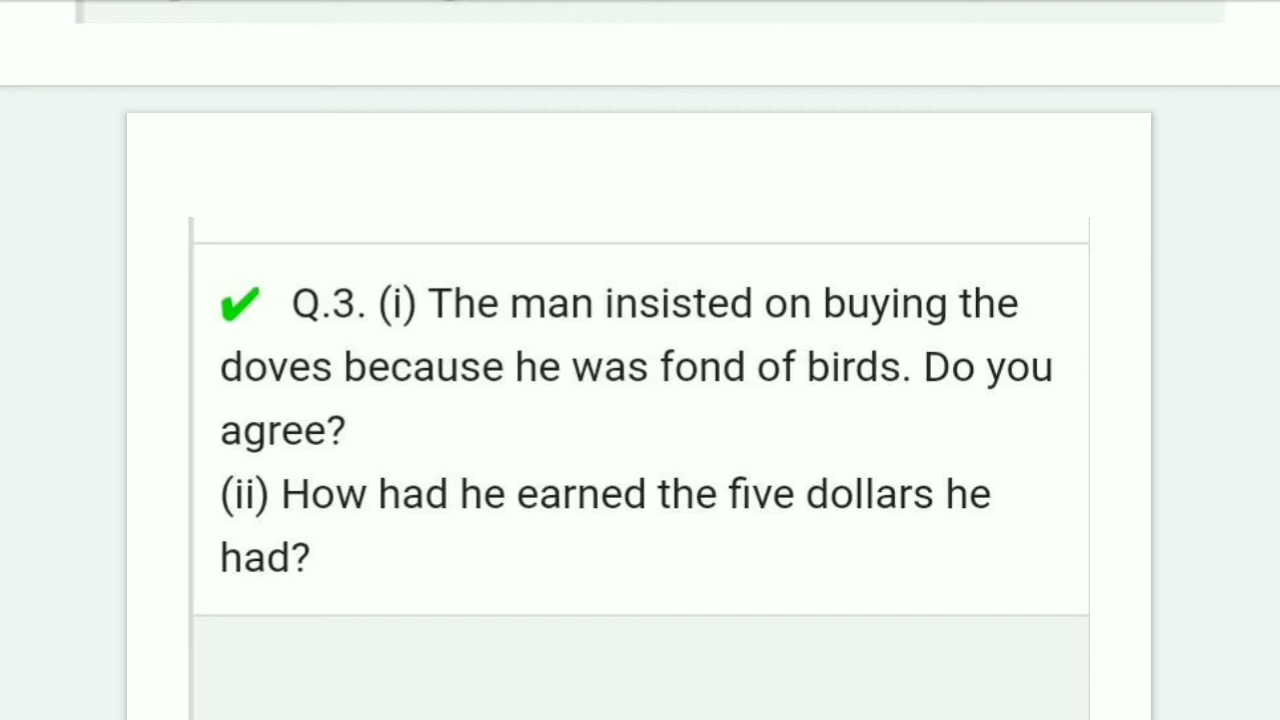 ✔ Q.3. (i) The man insisted on buying the
doves because he was fond of birds. Do you
agree?
(ii) How had he earned the five dollars he
had?